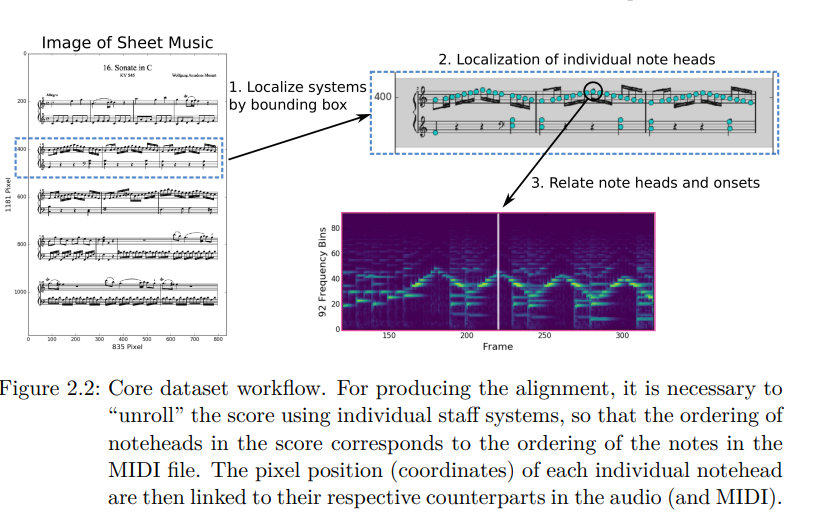 Image of Sheet Music
16. Sonate in C
KV 545
Wolfgang Amadeus Mozart
Allegro
0
200
400
600
800
1000
1181 Pixel
0 100 200 300 400 500 600 700 800
835 Pixel
1. Localize systems
by bounding box
2. Localization of individual note heads
400
3. Relate note heads and onsets
80
60
40
20
0
92 Frequency Bins
150 200 250 300
Frame
Figure 2.2: Core dataset workflow. For producing the alignment, it is necessary to
“unroll” the score using individual staff systems, so that the ordering of
noteheads in the score corresponds to the ordering of the notes in the
MIDI file. The pixel position (coordinates) of each individual notehead
are then linked to their respective counterparts in the audio (and MIDI).